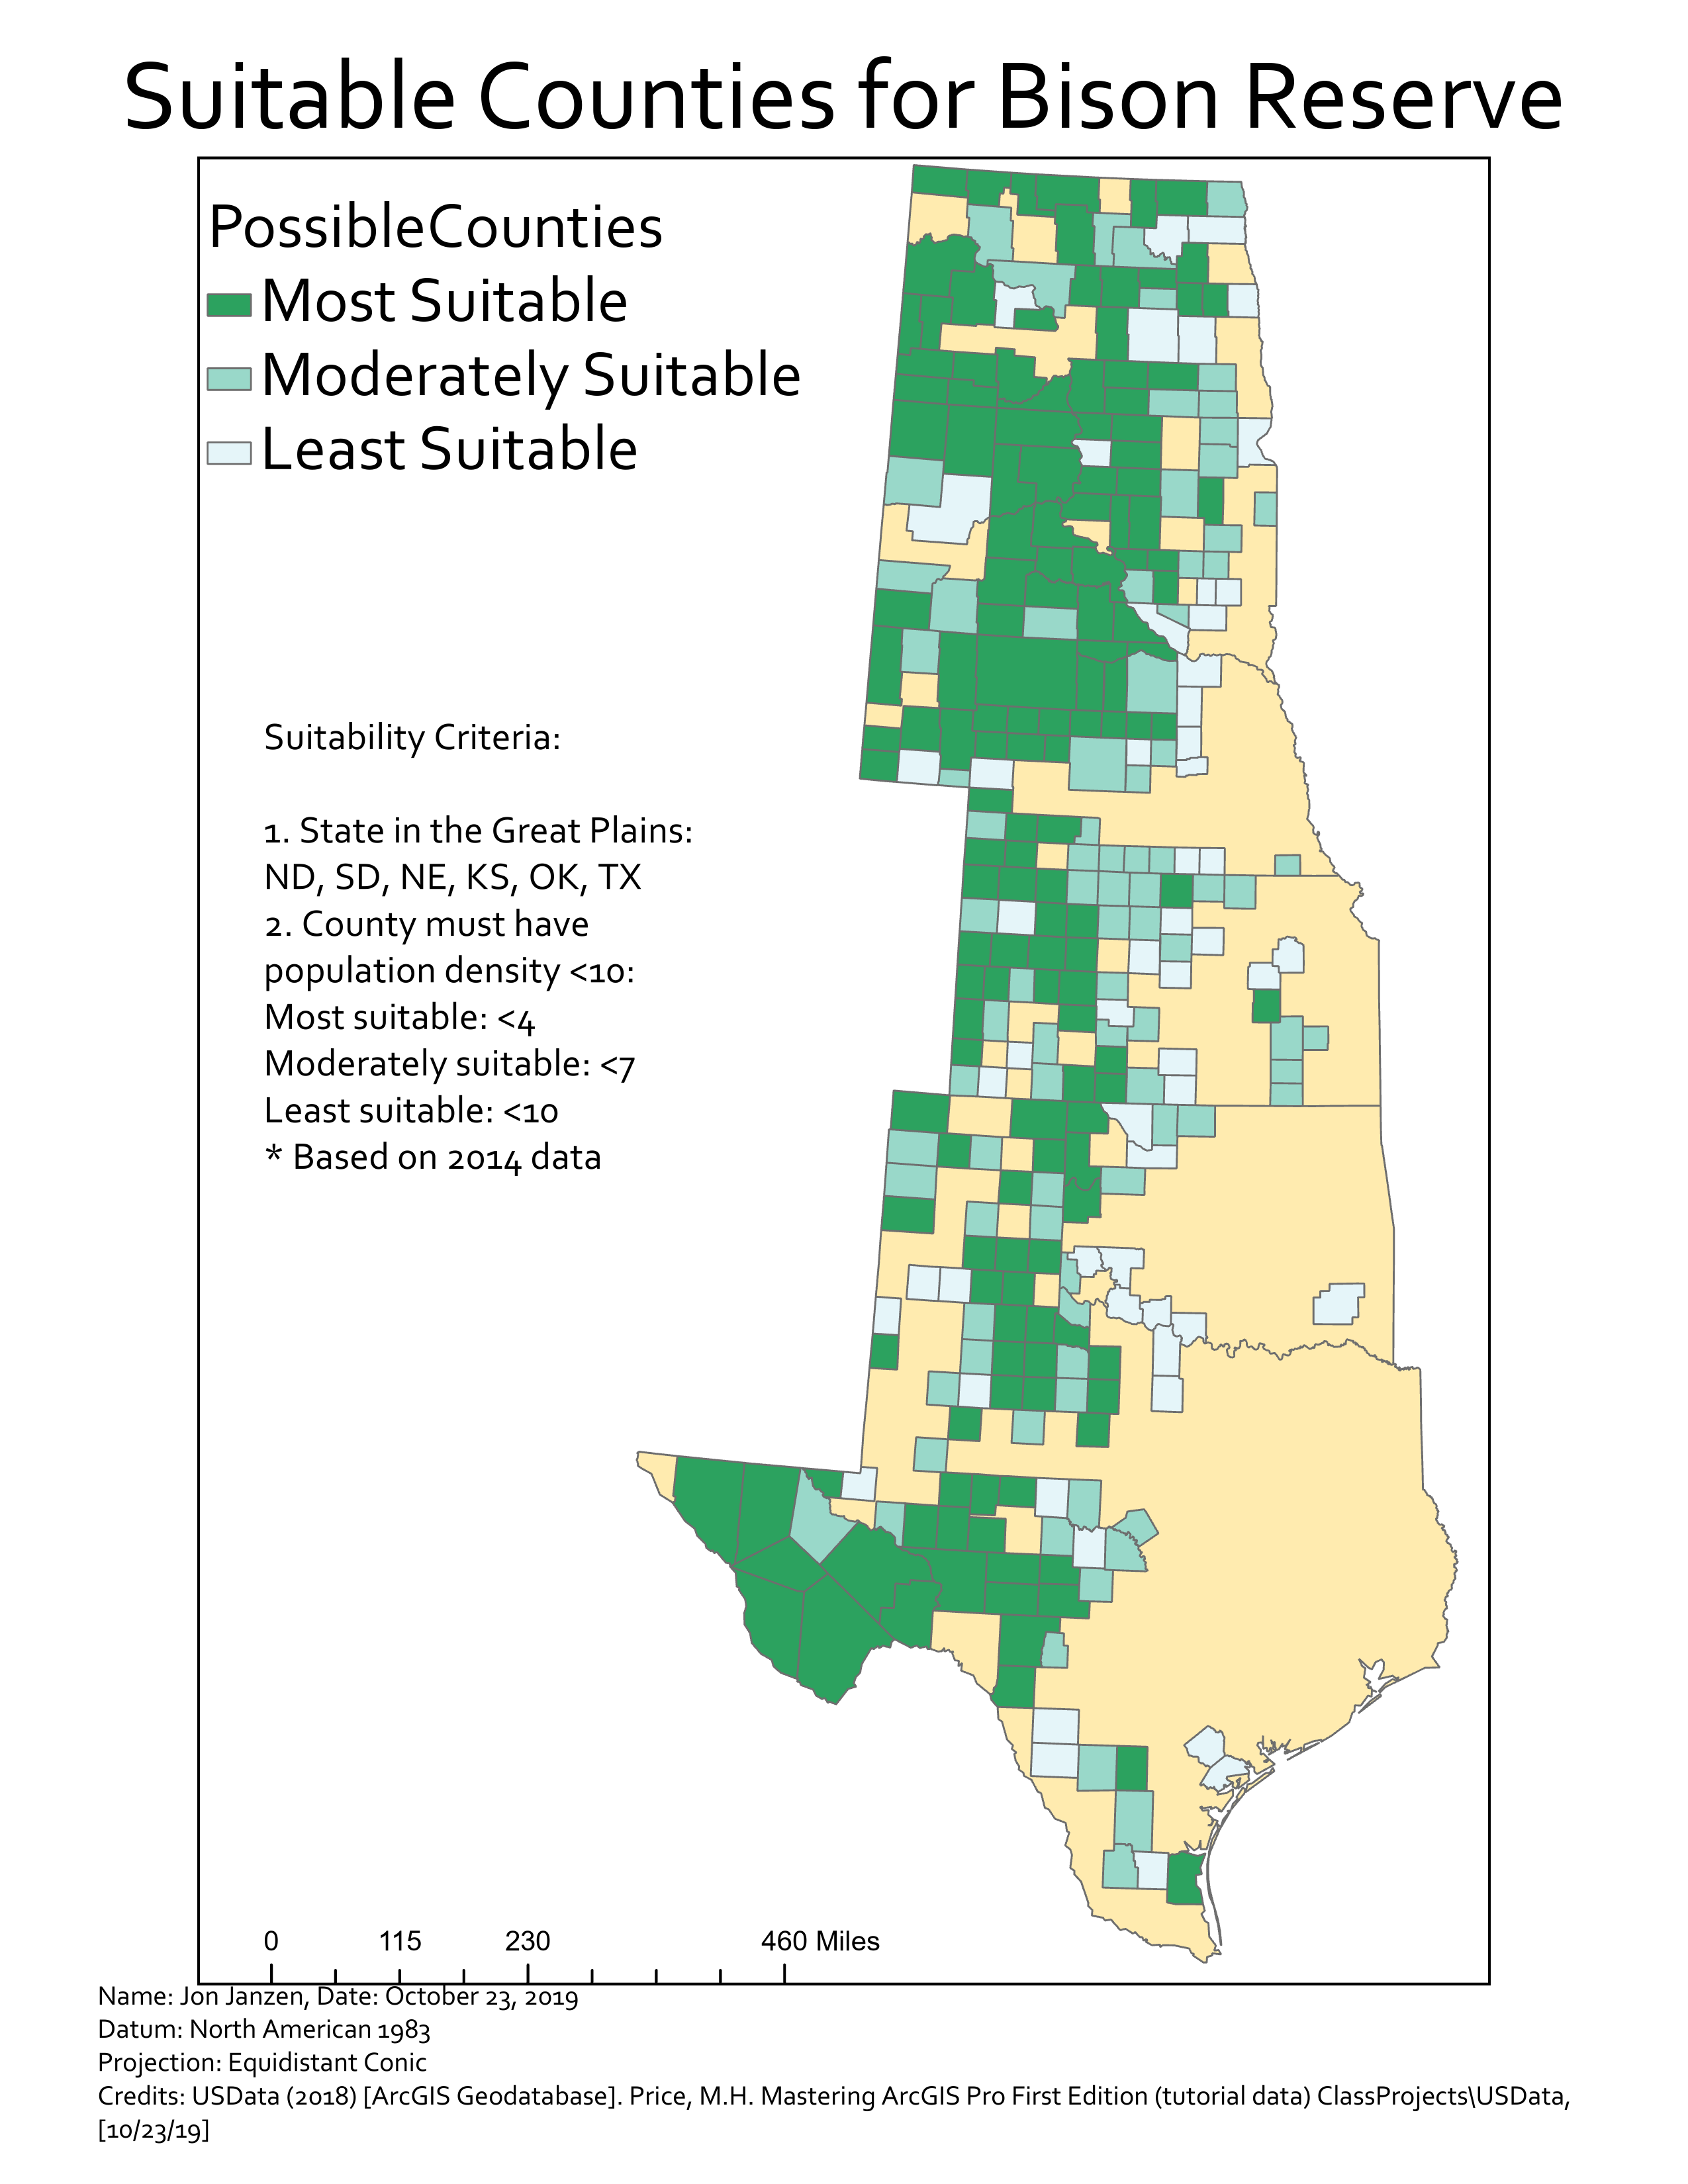 Suitable Counties for Bison Reserve
PossibleCounties
Most Suitable
Moderately Suitable
Least Suitable
Suitability Criteria:
1. State in the Great Plains:
ND, SD, NE, KS, OK, TX
2. County must have
population density <10:
Most suitable: <4
Moderately suitable: <7
Least suitable: <10
* Based on 2014 data
0 115 230 460 Miles
Name: Jon Janzen, Date: October 23, 2019
Datum: North American 1983
Projection: Equidistant Conic
Credits: USData (2018) [ArcGIS Geodatabase]. Price, M.H. Mastering ArcGIS Pro First Edition (tutorial data) ClassProjects\USData,
[10/23/19]